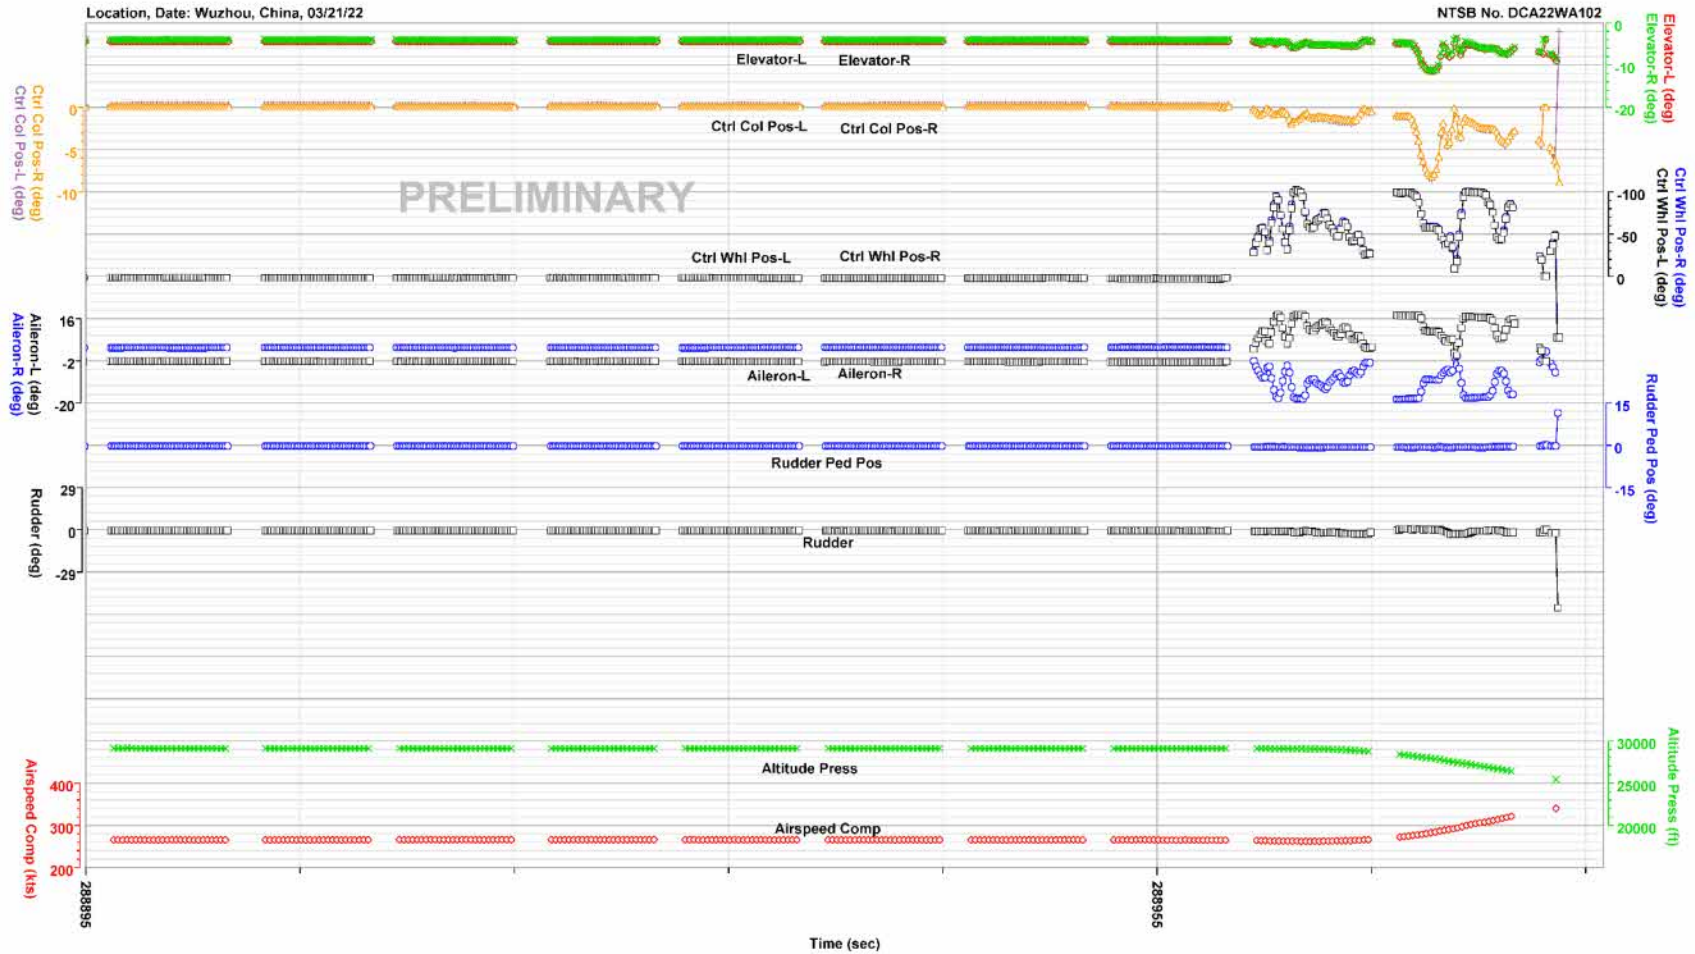 Location, Date: Wuzhou, China, 03/21/22
NTSB No. DCA22WA102
Elevator-L Elevator-R
0
-10
-20
Elevator-R (deg)
Elevator-L (deg)
Ctrl Col Pos-L (deg)
Ctrl Col Pos-R (deg)
0
-5
-10
Ctrl Col Pos-L Ctrl Col Pos-R
PRELIMINARY
-100
-50
0
Ctrl Whl Pos-L (deg)
Ctrl Whl Pos-R (deg)
Ctrl Whl Pos-L Ctrl Whl Pos-R
Aileron-R (deg)
Aileron-L (deg)
16
-2
-20
Aileron-L Aileron-R
15
0
-15
Rudder Ped Pos (deg)
Rudder Ped Pos
Rudder (deg)
29
0
-29
Rudder
30000
25000
20000
Altitude Press (ft)
Altitude Press
Airspeed Comp (kts)
400
300
200
Airspeed Comp
288895
288955
Time (sec)